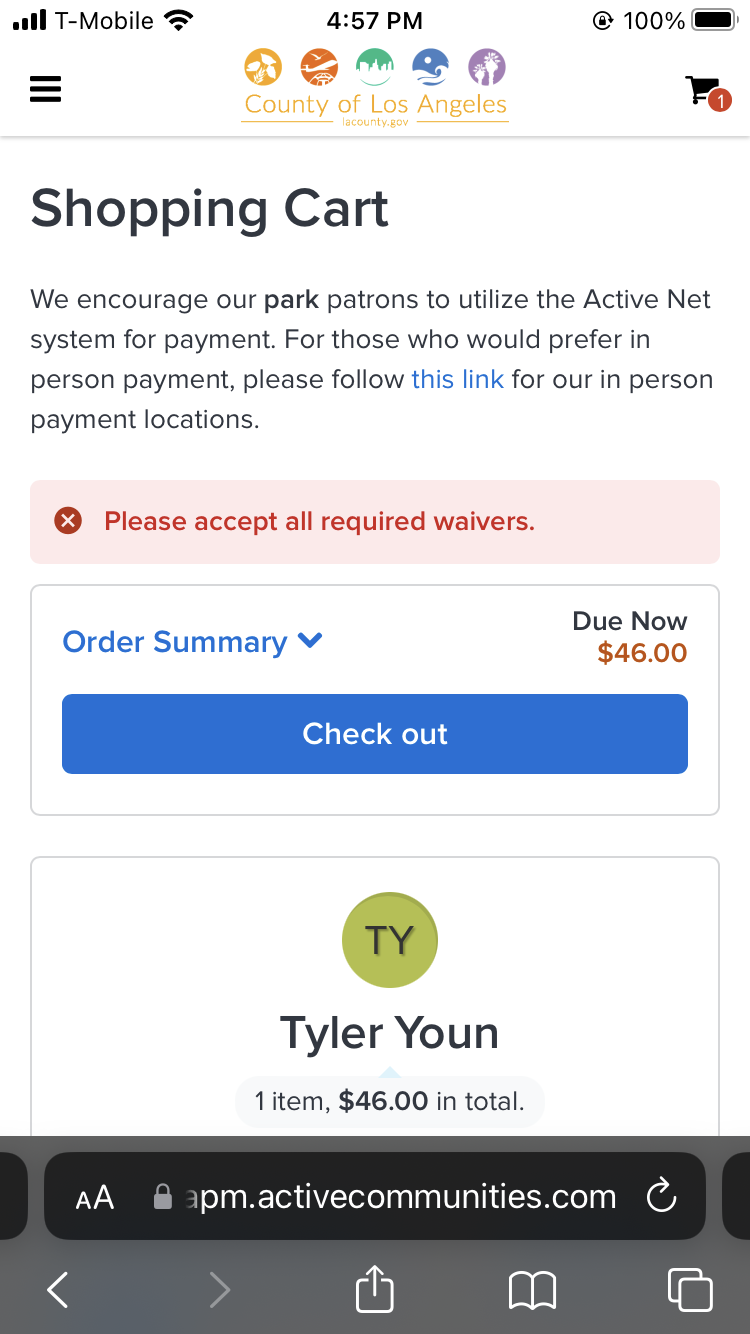 T-Mobile 4:57 PM 100%
County of Los Angeles
lacounty.gov
1
Shopping Cart
We encourage our park patrons to utilize the Active Net
system for payment. For those who would prefer in
person payment, please follow this link for our in person
payment locations.
Please accept all required waivers.
Order Summary
Due Now
$46.00
Check out
TY
Tyler Youn
1 item, $46.00 in total.
AA apm.activecommunities.com